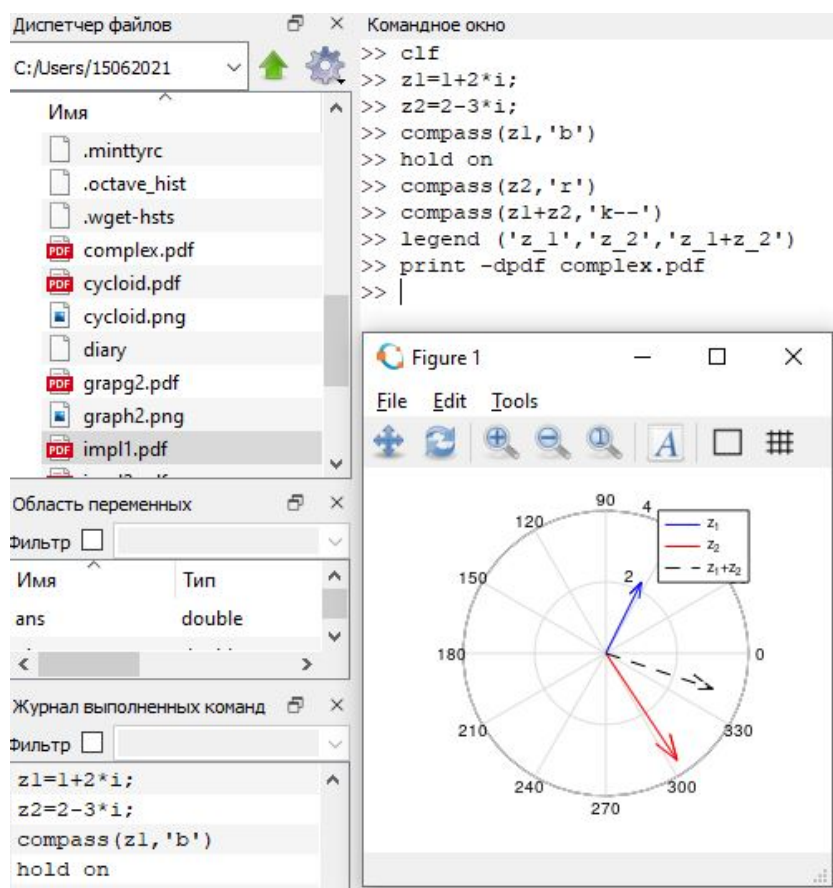 Диспетчер файлов
C:/Users/15062021
Имя
.minttyrc
.octave_hist
.wget-hsts
complex.pdf
cycloid.pdf
cycloid.png
diary
grapg2.pdf
graph2.png
impl1.pdf
Область переменных
Фильтр
Имя Тип
ans double
Журнал выполненных команд
Фильтр
z1=1+2*i;
z2=2-3*i;
compass(z1,'b')
hold on
Командное окно
>> clf
>> z1=1+2*i;
>> z2=2-3*i;
>> compass(z1,'b')
>> hold on
>> compass(z2,'r')
>> compass(z1+z2,'k--')
>> legend ('z_1','z_2','z_1+z_2')
>> print -dpdf complex.pdf
>>
Figure 1
File Edit Tools
A
90
4
120
z₁
z₂
z₁+z₂
150
2
180
0
210
330
240
300
270